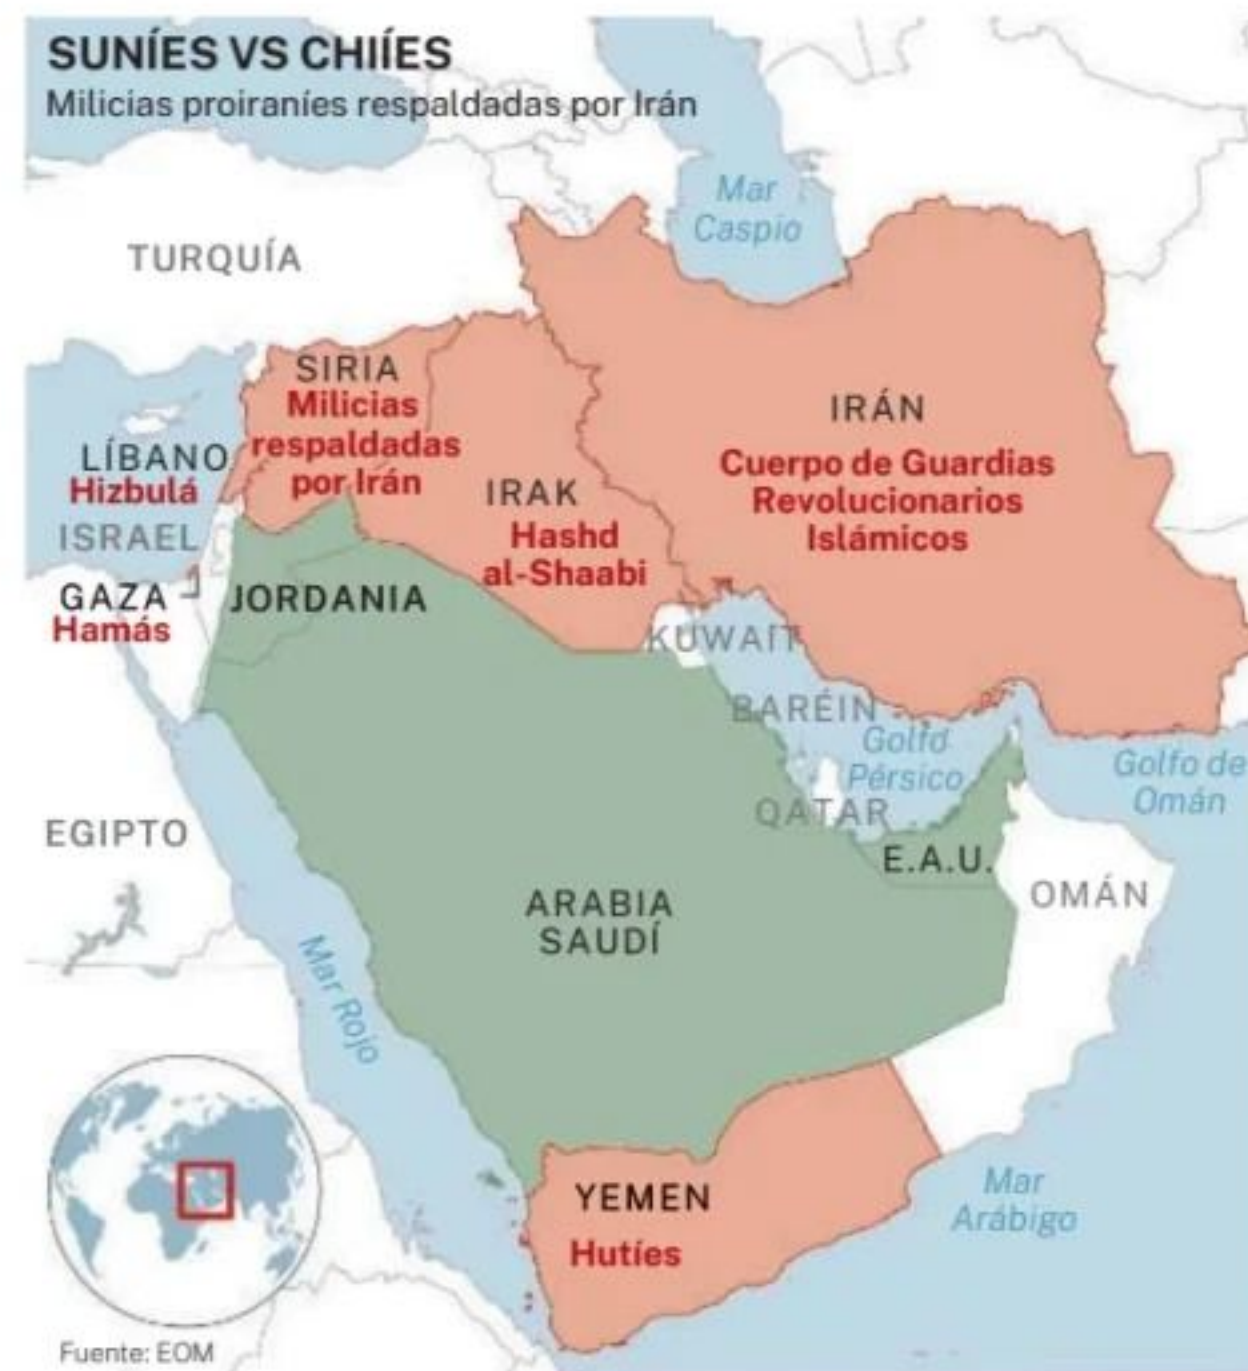 SUNÍES VS CHIÍES
Milicias proiraníes respaldadas por Irán
Mar
Caspio
TURQUÍA
SIRIA
Milicias
respaldadas
por Irán
IRÁN
Cuerpo de Guardias
Revolucionarios
Islámicos
LÍBANO
Hizbulá
IRAK
Hashd
al-Shaabi
ISRAEL
GAZA
Hamás
JORDANIA
KUWAIT
BARÉIN
Golfo
Pérsico
Golfo de
Omán
QATAR
EGIPTO
E.A.U.
OMÁN
ARABIA
SAUDÍ
Mar Rojo
YEMEN
Hutíes
Mar
Arábigo
Fuente: EOM